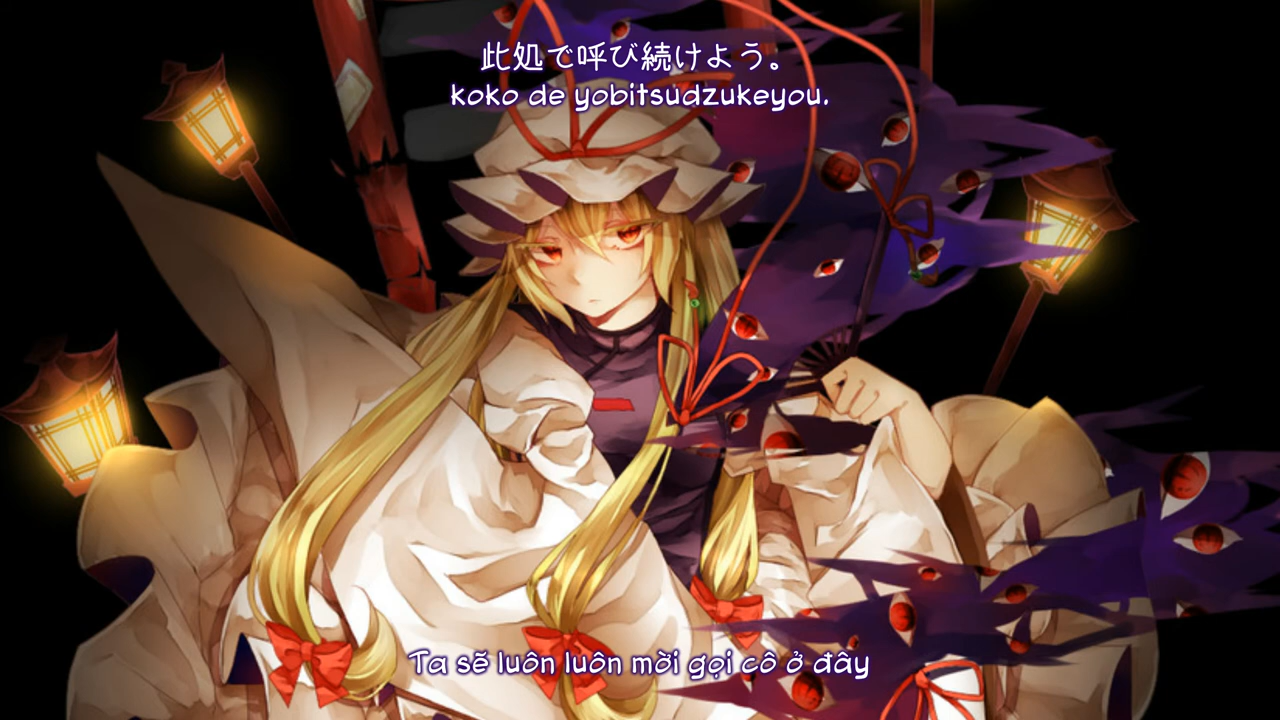 此処で呼び続けよう。
koko de yobitsudzukeyou.
Ta sẽ luôn luôn mời gọi cô ở đây